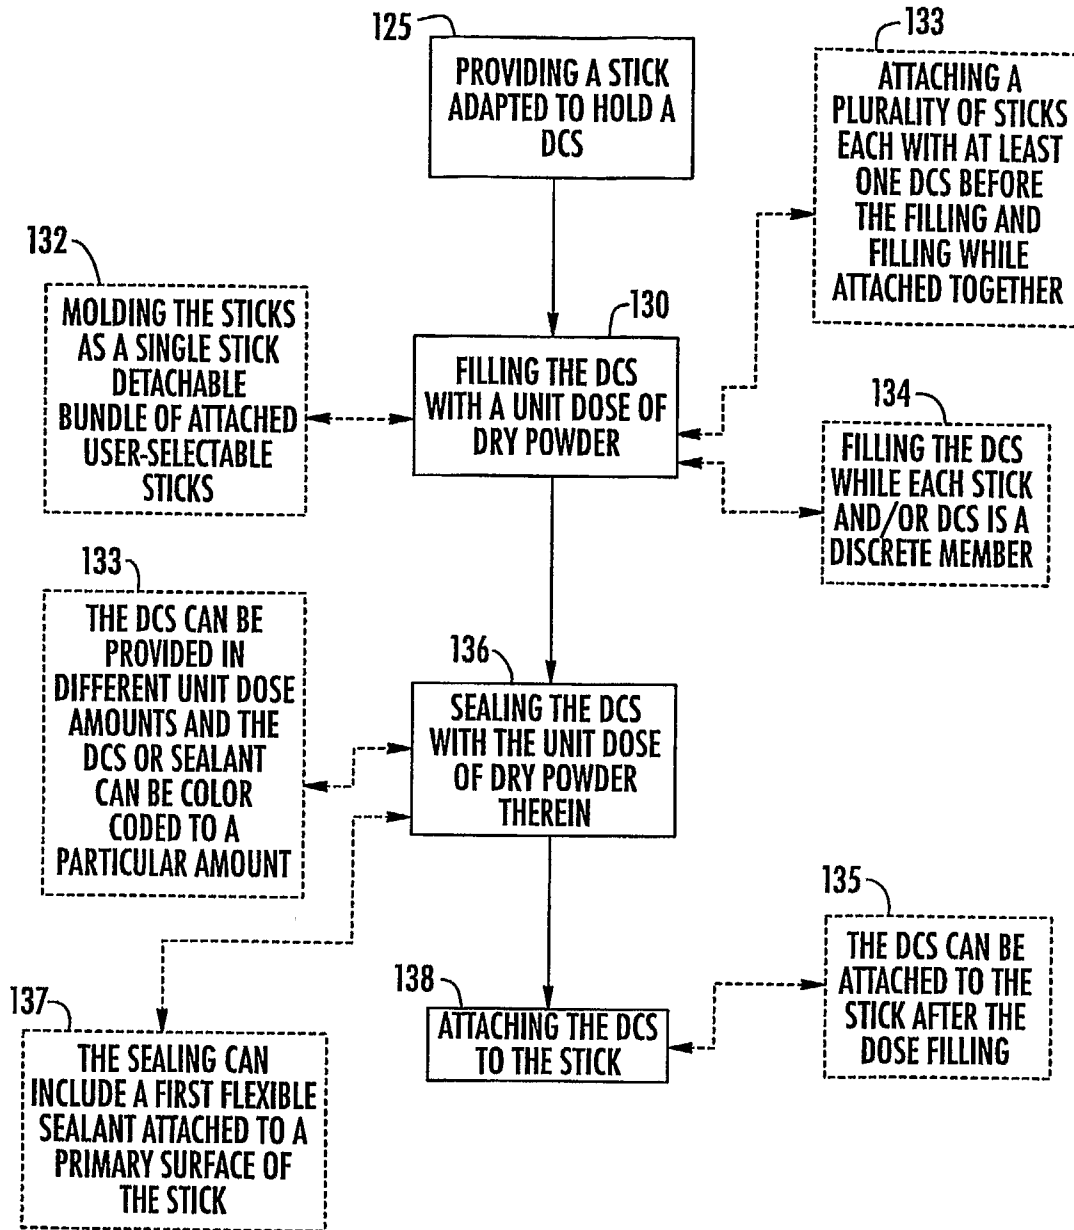 125
PROVIDING A STICK
ADAPTED TO HOLD A
DCS
133
ATTACHING A
PLURALITY OF STICKS
EACH WITH AT LEAST
ONE DCS BEFORE
THE FILLING AND
FILLING WHILE
ATTACHED TOGETHER
132
MOLDING THE STICKS
AS A SINGLE STICK
DETACHABLE
BUNDLE OF ATTACHED
USER-SELECTABLE
STICKS
130
FILLING THE DCS
WITH A UNIT DOSE OF
DRY POWDER
134
FILLING THE DCS
WHILE EACH STICK
AND/OR DCS IS A
DISCRETE MEMBER
133
THE DCS CAN BE
PROVIDED IN
DIFFERENT UNIT DOSE
AMOUNTS AND THE
DCS OR SEALANT
CAN BE COLOR
CODED TO A
PARTICULAR AMOUNT
136
SEALING THE DCS
WITH THE UNIT DOSE
OF DRY POWDER
THEREIN
135
THE DCS CAN BE
ATTACHED TO THE
STICK AFTER THE
DOSE FILLING
138
ATTACHING THE DCS
TO THE STICK
137
THE SEALING CAN
INCLUDE A FIRST FLEXIBLE
SEALANT ATTACHED TO A
PRIMARY SURFACE OF
THE STICK